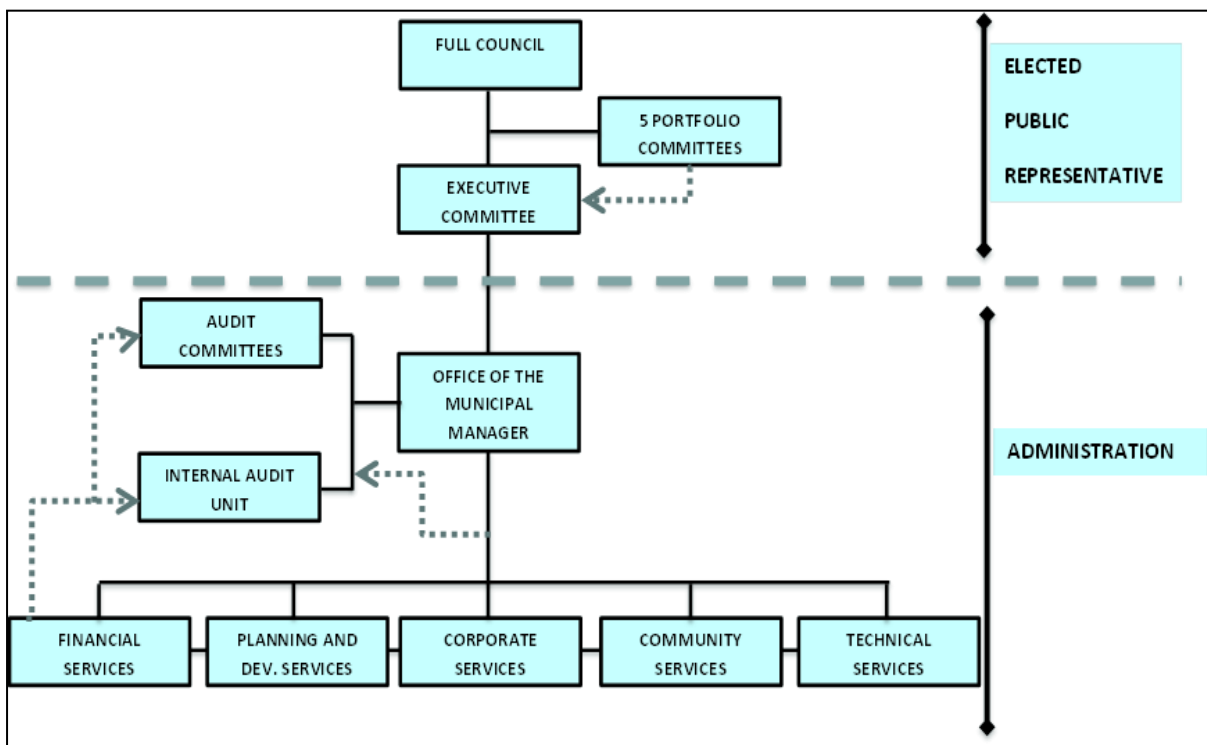 FULL COUNCIL
5 PORTFOLIO
COMMITTEES
EXECUTIVE
COMMITTEE
ELECTED
PUBLIC
REPRESENTATIVE
AUDIT
COMMITTEES
OFFICE OF THE
MUNICIPAL
MANAGER
INTERNAL AUDIT
UNIT
ADMINISTRATION
FINANCIAL
SERVICES
PLANNING AND
DEV. SERVICES
CORPORATE
SERVICES
COMMUNITY
SERVICES
TECHNICAL
SERVICES